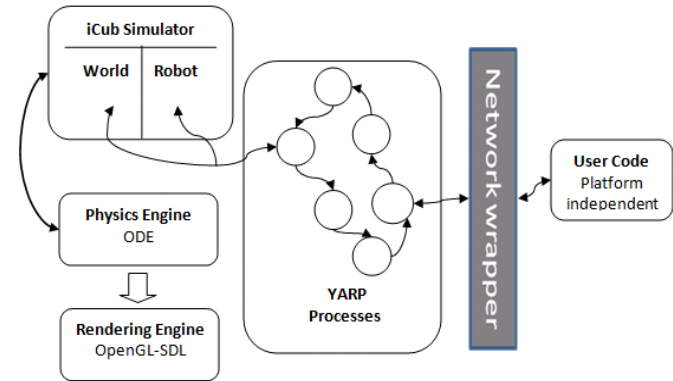 iCub Simulator
World Robot
Physics Engine
ODE
Rendering Engine
OpenGL-SDL
YARP
Processes
Network wrapper
User Code
Platform
independent